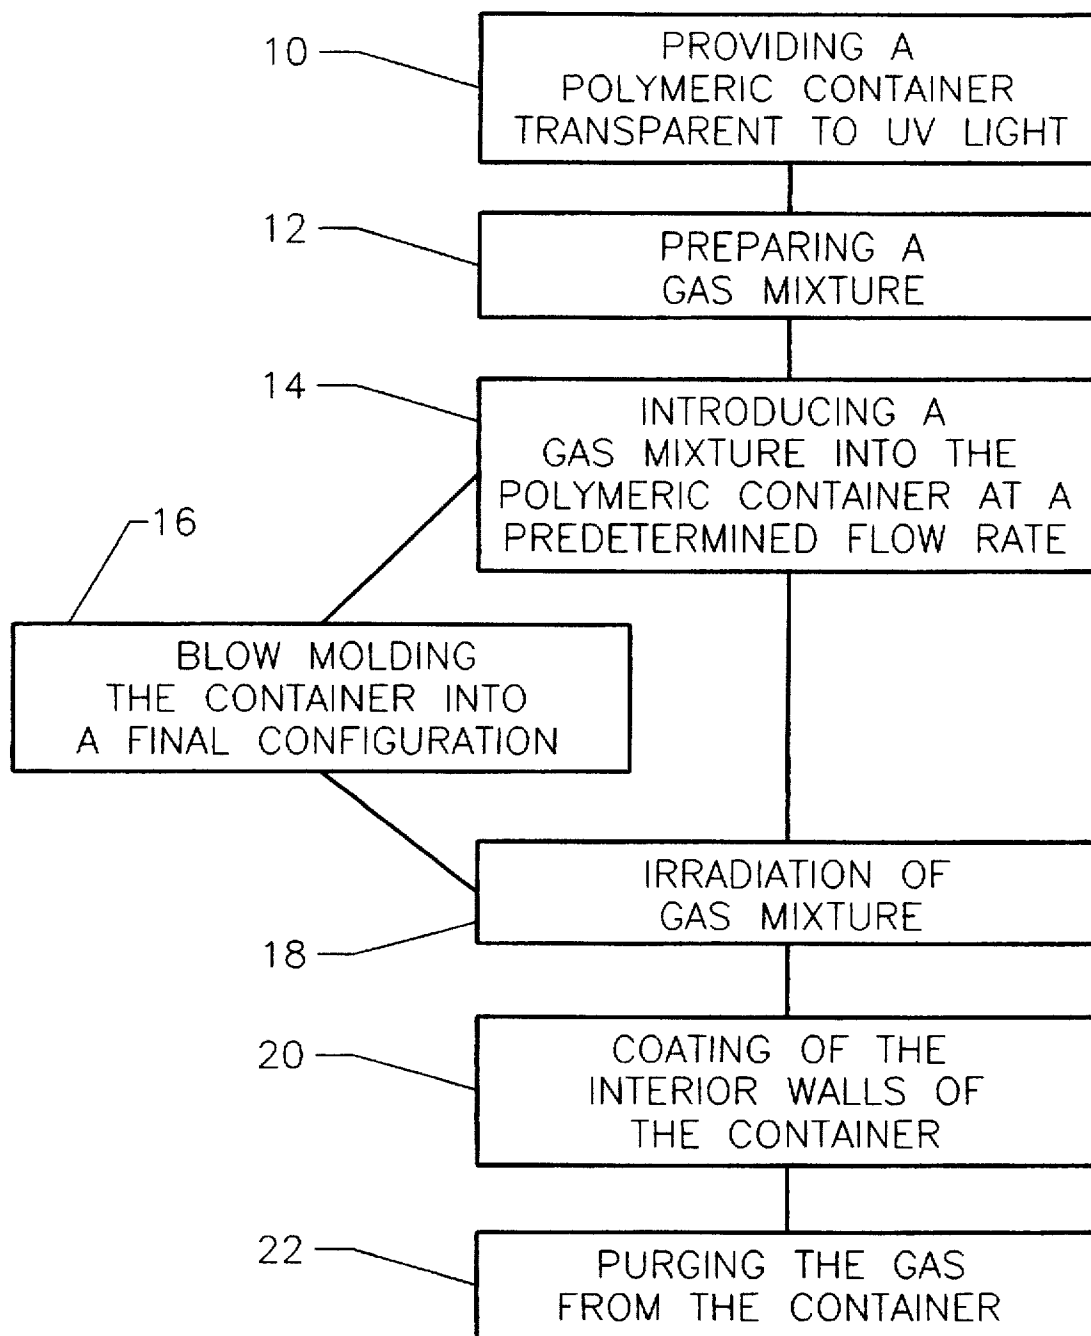 10
PROVIDING A
POLYMERIC CONTAINER
TRANSPARENT TO UV LIGHT
12
PREPARING A
GAS MIXTURE
14
INTRODUCING A
GAS MIXTURE INTO THE
POLYMERIC CONTAINER AT A
PREDETERMINED FLOW RATE
16
BLOW MOLDING
THE CONTAINER INTO
A FINAL CONFIGURATION
18
IRRADIATION OF
GAS MIXTURE
20
COATING OF THE
INTERIOR WALLS OF
THE CONTAINER
22
PURGING THE GAS
FROM THE CONTAINER